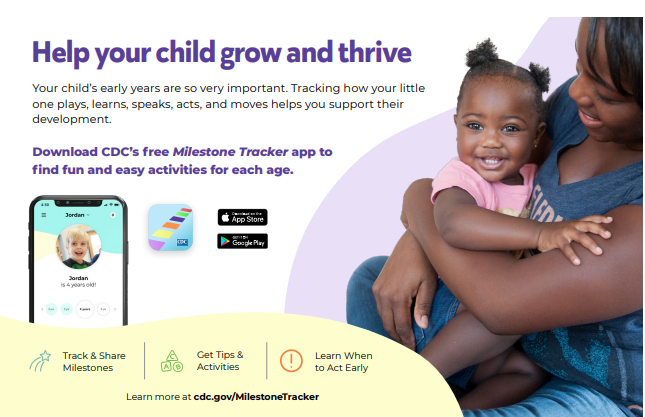 Help your child grow and thrive
Your child's early years are so very important. Tracking how your little
one plays, learns, speaks, acts, and moves helps you support their
development.
Download CDC's free Milestone Tracker app to
find fun and easy activities for each age.
4:50
Jordan
Jordan
is 4 years old!
4 years
CDC
Download on the
App Store
GET IT ON
Google Play
Track & Share
Milestones
Get Tips &
Activities
Learn When
to Act Early
A
B
C
Learn more at cdc.gov/MilestoneTracker